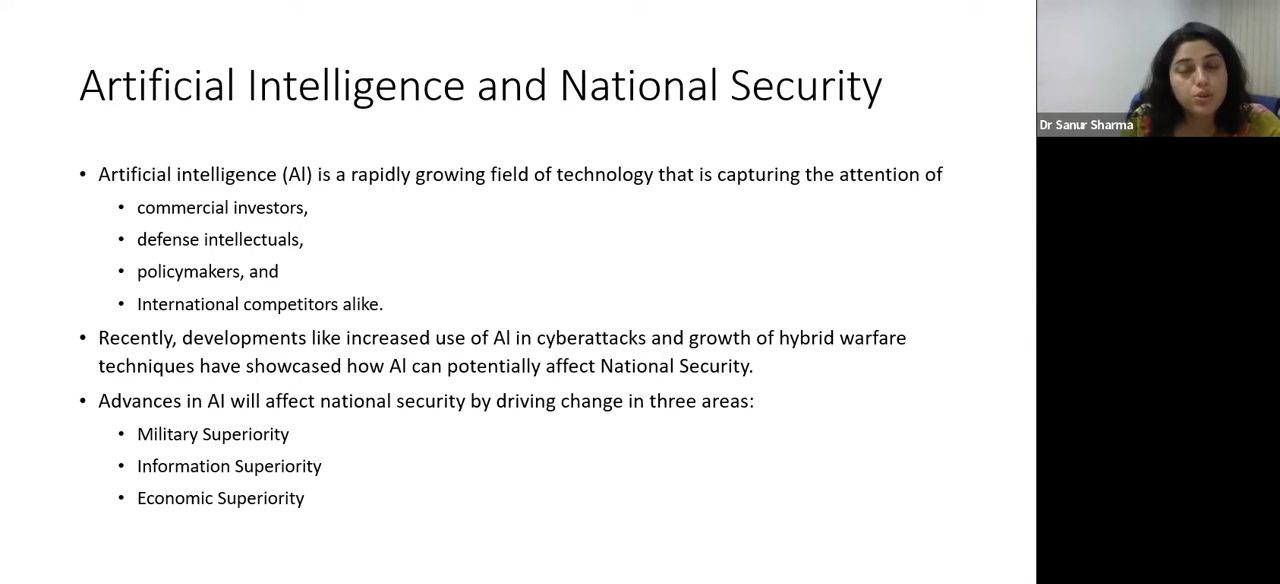 Artificial Intelligence and National Security
Dr Sanur Sharma
• Artificial intelligence (AI) is a rapidly growing field of technology that is capturing the attention of
• commercial investors,
• defense intellectuals,
• policymakers, and
• International competitors alike.
• Recently, developments like increased use of AI in cyberattacks and growth of hybrid warfare
techniques have showcased how AI can potentially affect National Security.
• Advances in AI will affect national security by driving change in three areas:
• Military Superiority
• Information Superiority
• Economic Superiority